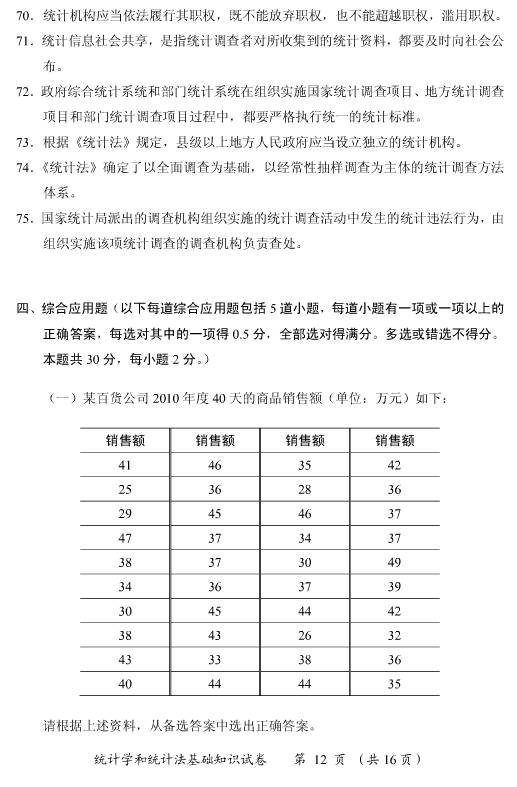 70．统计机构应当依法履行其职权，既不能放弃职权，也不能超越职权，滥用职权。
71．统计信息社会共享，是指统计调查者对所收集到的统计资料，都要及时向社会公
布。
72．政府综合统计系统和部门统计系统在组织实施国家统计调查项目、地方统计调查
项目和部门统计调查项目过程中，都要严格执行统一的统计标准。
73．根据《统计法》规定，县级以上地方人民政府应当设立独立的统计机构。
74．《统计法》确定了以全面调查为基础，以经常性抽样调查为主体的统计调查方法
体系。
75．国家统计局派出的调查机构组织实施的统计调查活动中发生的统计违法行为，由
组织实施该项统计调查的调查机构负责查处。
四、综合应用题（以下每道综合应用题包括 5 道小题，每道小题有一项或一项以上的
正确答案，每选对其中的一项得 0.5 分，全部选对得满分。多选或错选不得分。
本题共 30 分，每小题 2 分。）
（一）某百货公司 2010 年度 40 天的商品销售额（单位：万元）如下：
销售额 销售额 销售额 销售额
41 46 35 42
25 36 28 36
29 45 46 37
47 37 34 37
38 37 30 49
34 36 37 39
30 45 44 42
38 43 26 32
43 33 38 36
40 44 44 35
请根据上述资料，从备选答案中选出正确答案。
统计学和统计法基础知识试卷 第 12 页 （共 16 页）